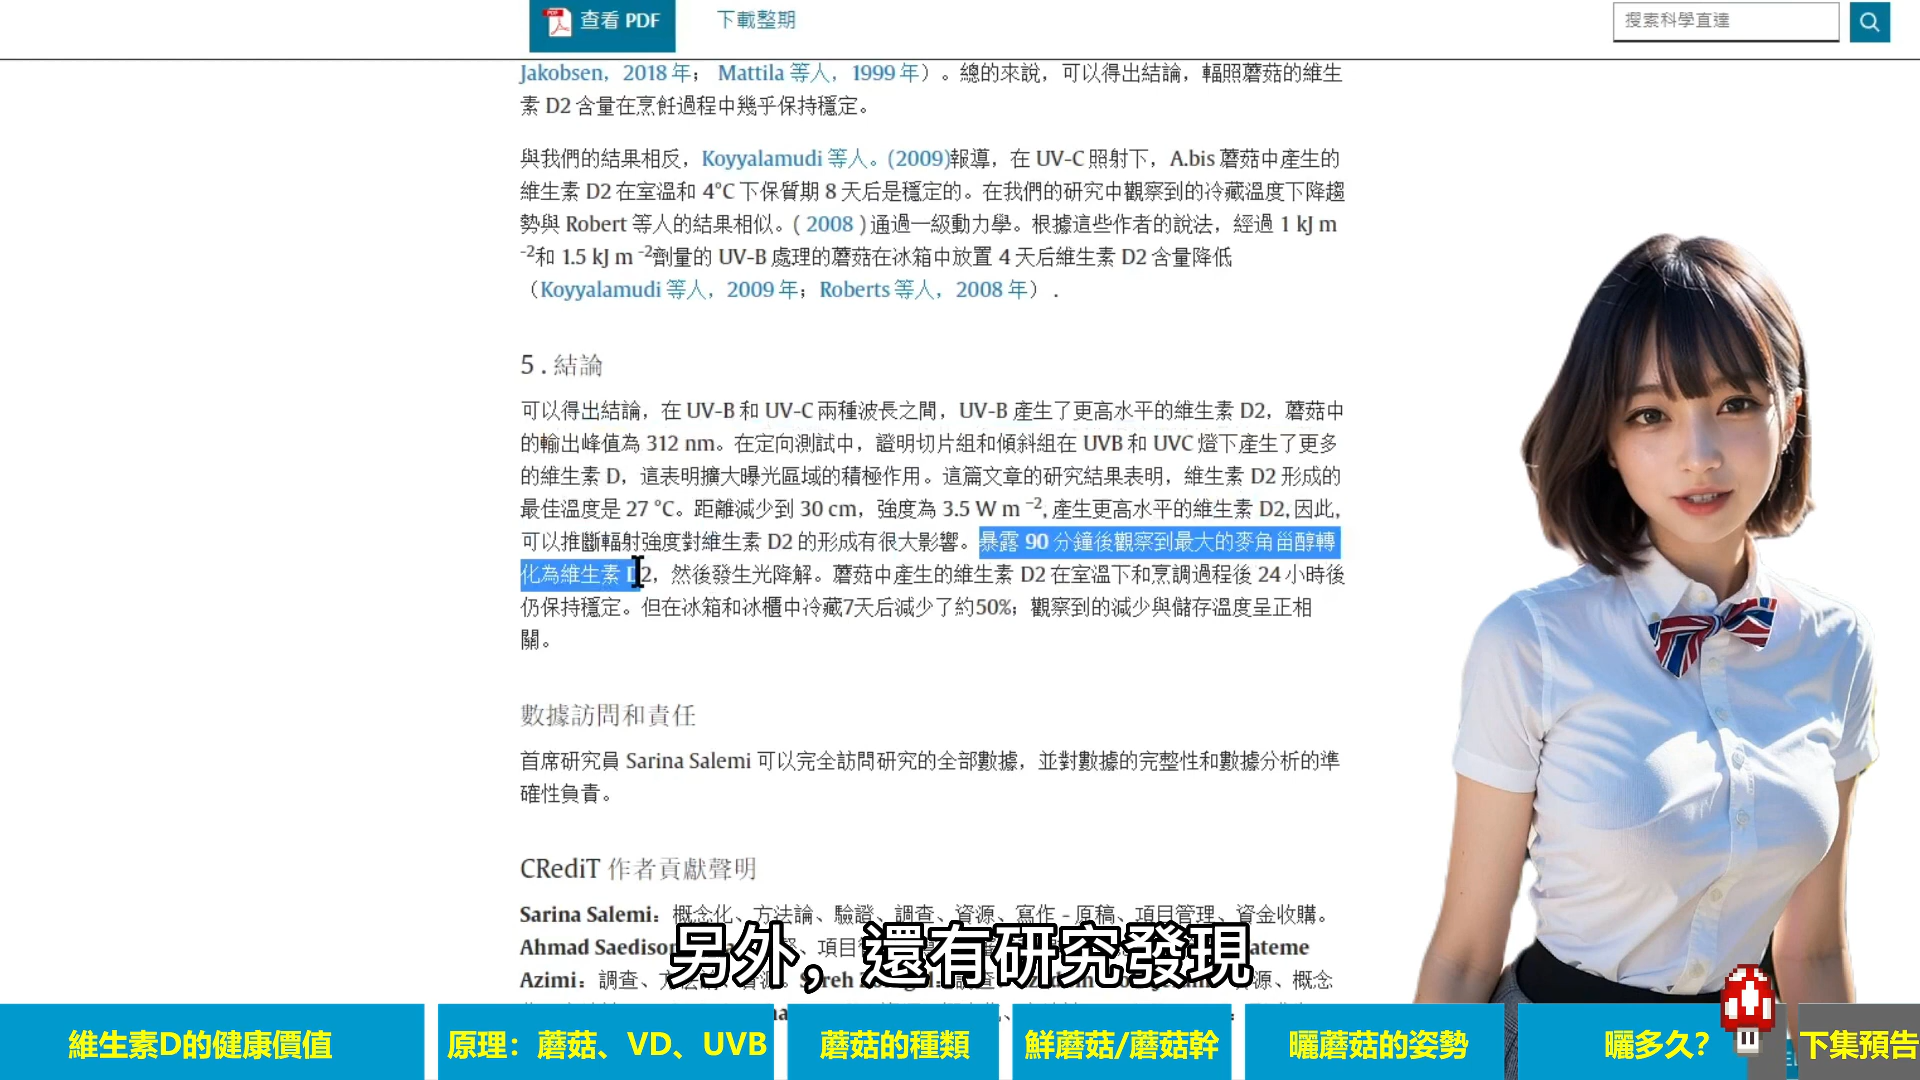 查看 PDF
下載整期
搜索科學直達
Jakobsen，2018 年； Mattila 等人，1999 年）。總的來說，可以得出結論，輻照蘑菇的維生
素 D2 含量在烹飪過程中幾乎保持穩定。
與我們的結果相反，Koyyalamudi 等人。(2009)報導，在 UV-C 照射下，A.bis 蘑菇中產生的
維生素 D2 在室溫和 4°C 下保質期 8 天后是穩定的。在我們的研究中觀察到的冷藏溫度下降趨
勢與 Robert 等人的結果相似。( 2008 ) 通過一級動力學。根據這些作者的說法，經過 1 kJ m
-2和 1.5 kJ m -2劑量的 UV-B 處理的蘑菇在冰箱中放置 4 天后維生素 D2 含量降低
（Koyyalamudi 等人，2009 年；Roberts 等人，2008 年） .
5 . 結論
可以得出結論，在 UV-B 和 UV-C 兩種波長之間，UV-B 產生了更高水平的維生素 D2，蘑菇中
的輸出峰值為 312 nm。在定向測試中，證明切片組和傾斜組在 UVB 和 UVC 燈下產生了更多
的維生素 D，這表明擴大曝光區域的積極作用。這篇文章的研究結果表明，維生素 D2 形成的
最佳溫度是 27 °C。距離減少到 30 cm，強度為 3.5 W m -2, 產生更高水平的維生素 D2, 因此,
可以推斷輻射強度對維生素 D2 的形成有很大影響。暴露 90 分鐘後觀察到最大的麥角甾醇轉
化為維生素 D2，然後發生光降解。蘑菇中產生的維生素 D2 在室溫下和烹調過程後 24 小時後
仍保持穩定。但在冰箱和冰櫃中冷藏7天后減少了約50%；觀察到的減少與儲存溫度呈正相
關。
數據訪問和責任
首席研究員 Sarina Salemi 可以完全訪問研究的全部數據，並對數據的完整性和數據分析的準
確性負責。
CRediT 作者貢獻聲明
Sarina Salemi：概念化、方法論、驗證、調查、資源、寫作 - 原稿、項目管理、資金收購。
Ahmad Saedisop
Azimi：調查、方
源、概念
另外，還有研究發現
維生素D的健康價值
原理：蘑菇、VD、UVB
蘑菇的種類
鮮蘑菇/蘑菇幹
曬蘑菇的姿勢
曬多久？
下集預告